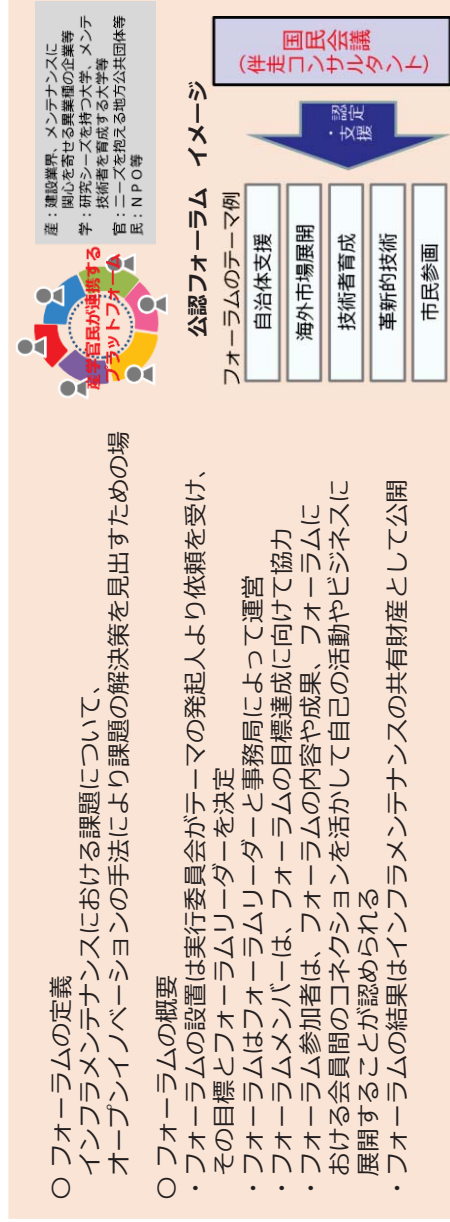 ○ フォーラムの定義
インフラメンテナンスにおける課題について、
オープンイノベーションの手法により課題の解決策を見出すための場
○ フォーラムの概要
・フォーラムの設置は実行委員会がテーマの発起人より依頼を受け、
その目標とフォーラムリーダーを決定
・フォーラムはフォーラムリーダーと事務局によって運営
・フォーラムメンバーは、フォーラムの目標達成に向けて協力
・フォーラム参加者は、フォーラムの内容や成果、フォーラムに
おける会員間のコネクションを活かして自己の活動やビジネスに
展開することが認められる
・フォーラムの結果はインフラメンテナンスの共有財産として公開
産学官民が連携する
プラットフォーム
産：建設業界、メンテナンスに
関心を寄せる異業種の企業等
学：研究シーズを持つ大学、メンテ
技術者を育成する大学等
官：ニーズを抱える地方公共団体等
民：ＮＰＯ等
公認フォーラム イメージ
フォーラムのテーマ例
自治体支援
海外市場展開
技術者育成
革新的技術
市民参画
認定
・支援
国民会議
（伴走コンサルタント）